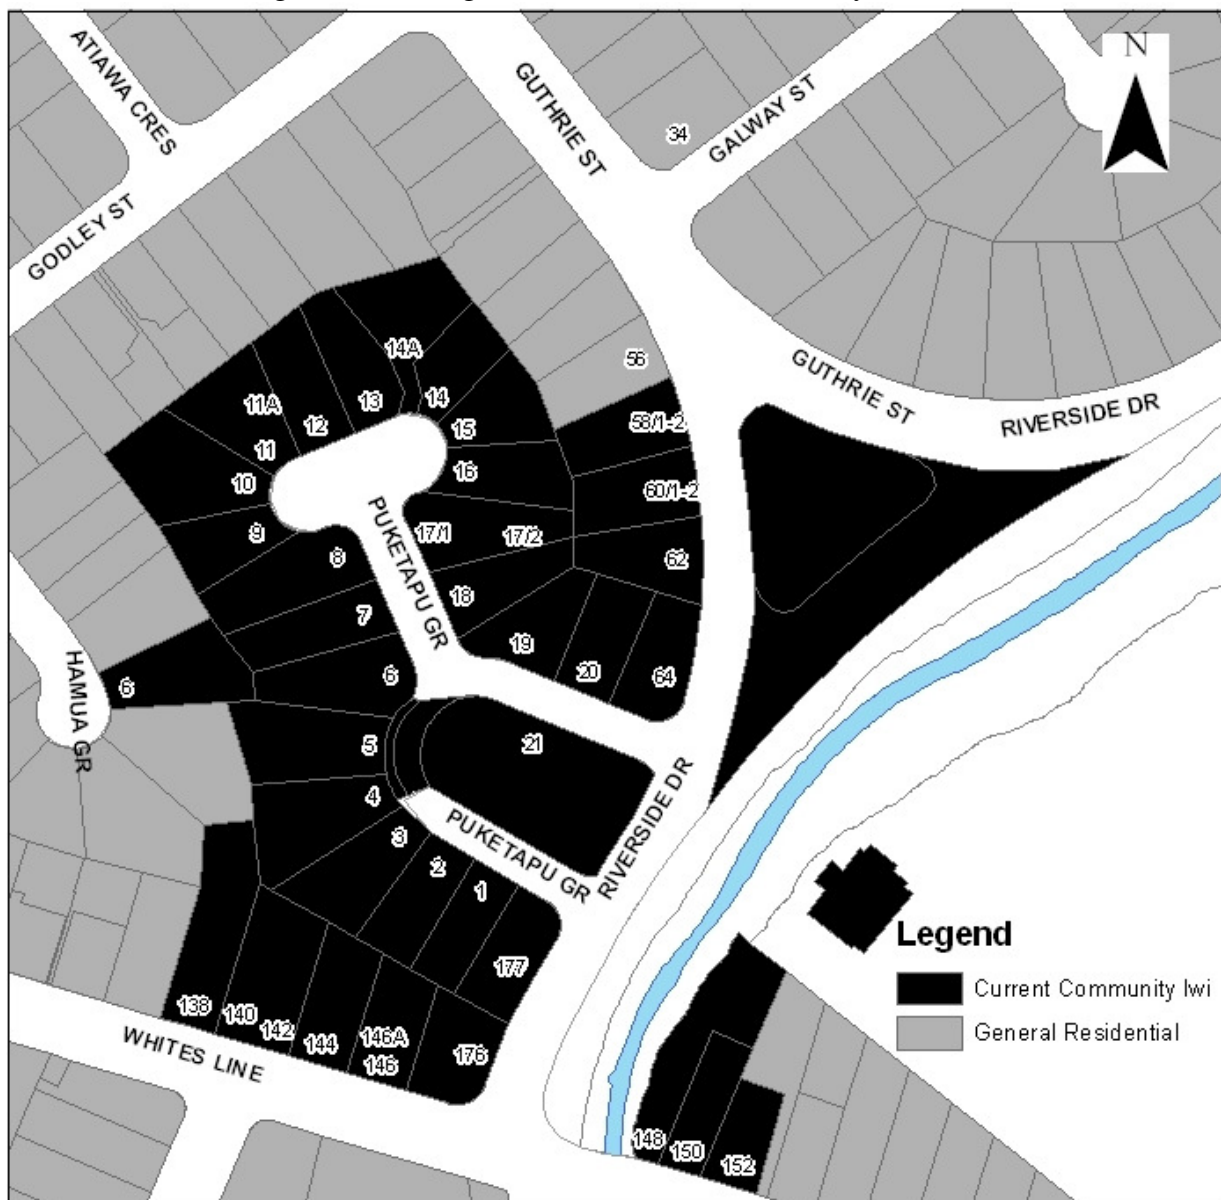 N
ATIAWA CRES
GUTHRIE ST
34
GALWAY ST
GODLEY ST
14A
56
GUTHRIE ST
RIVERSIDE DR
11A
13
14
12
15
58/1-2
11
10
16
60/1-2
9
17/1
17/2
8
PUKETAPU GR
62
7
18
19
6
20
64
HAMUA GR
6
5
21
4
RIVERSIDE DR
3
PUKETAPU GR
2
1
177
Legend
Current Community Iwi
General Residential
138
140
142
144
146A
146
176
WHITES LINE
148
150
152